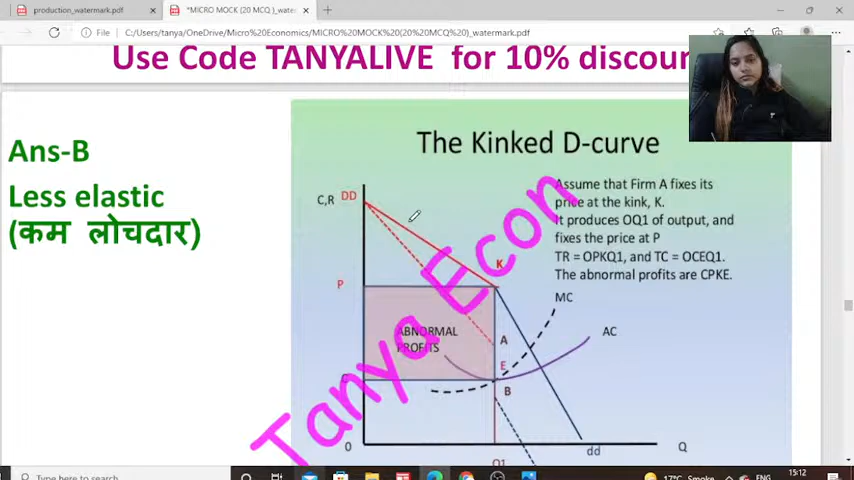 production_watermark.pdf
*MICRO MOCK (20 MCQ )_wate
File
C:/Users/tanya/OneDrive/Micro%20Economics/MICRO%20MOCK%20(20%20MCQ%20)_watermark.pdf
Use Code TANYALIVE for 10% discoun
Ans-B
Less elastic
(कम लोचदार)
The Kinked D-curve
Assume that Firm A fixes its
price at the kink, K.
It produces OQ1 of output, and
fixes the price at P
TR = OPKQ1, and TC = OCEQ1.
The abnormal profits are CPKE.
C,R DD
K
P
MC
ABNORMAL
PROFITS
A
AC
E
C
B
0
Q1
dd
Q
Tanya Econ
Type here to search
17°C Smoke
ENG
15:12